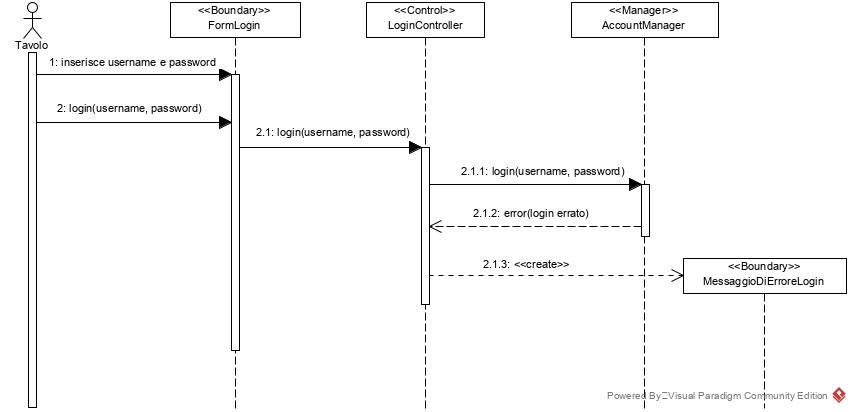 Tavolo
<<Boundary>>
FormLogin
<<Control>>
LoginController
<<Manager>>
AccountManager
1: inserisce username e password
2: login(username, password)
2.1: login(username, password)
2.1.1: login(username, password)
2.1.2: error(login errato)
2.1.3: <<create>>
<<Boundary>>
MessaggioDiErroreLogin
Powered By Visual Paradigm Community Edition